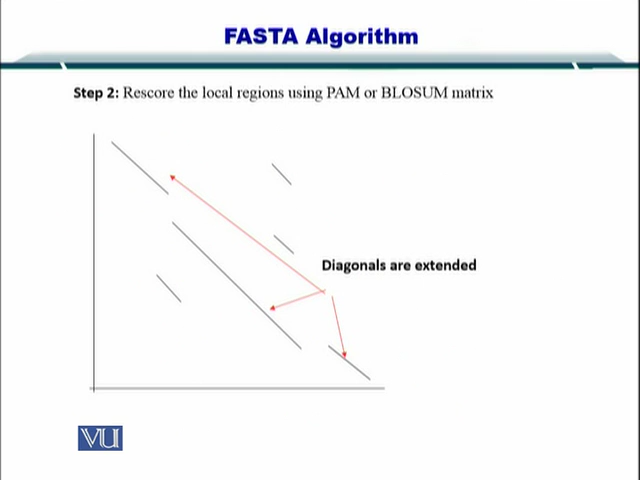 FASTA Algorithm
Step 2: Rescore the local regions using PAM or BLOSUM matrix
Diagonals are extended
VU